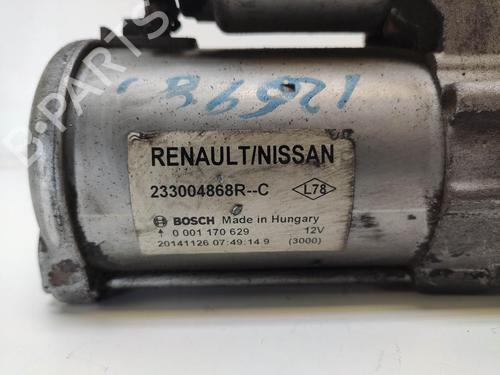 B-PARTS
RENAULT/NISSAN
233004868R--C
L78
BOSCH Made in Hungary
0 001 170 629 12V
20141126 07:49:14 9 (3000)